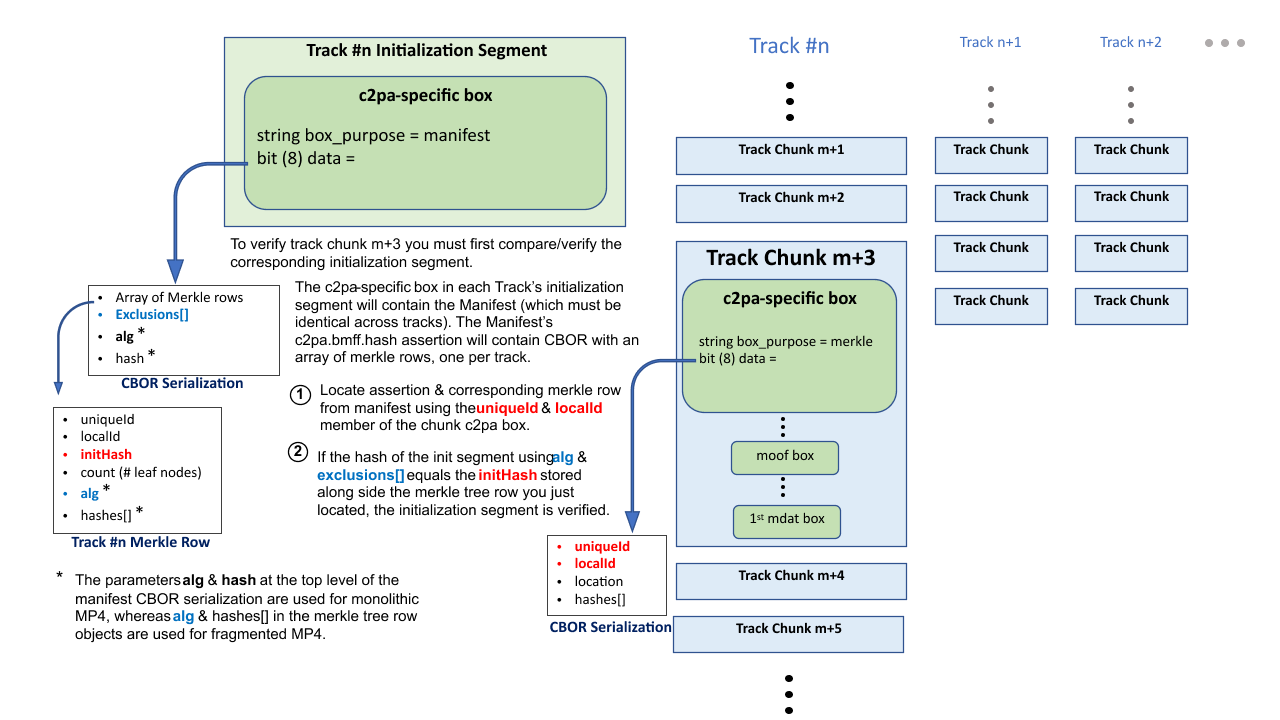 Track #n Initialization Segment
c2pa-specific box
string box_purpose = manifest
bit (8) data =
To verify track chunk m+3 you must first compare/verify the
corresponding initialization segment.
• Array of Merkle rows
• Exclusions[]
• alg *
• hash *
CBOR Serialization
The c2pa-specific box in each Track's initialization
segment will contain the Manifest (which must be
identical across tracks). The Manifest's
c2pa.bmff.hash assertion will contain CBOR with an
array of merkle rows, one per track.
1 Locate assertion & corresponding merkle row
from manifest using the uniqueId & localId
member of the chunk c2pa box.
2 If the hash of the init segment using alg &
exclusions[] equals the initHash stored
along side the merkle tree row you just
located, the initialization segment is verified.
• uniqueId
• localId
• initHash
• count (# leaf nodes)
• alg *
• hashes[] *
Track #n Merkle Row
* The parameters alg & hash at the top level of the
manifest CBOR serialization are used for monolithic
MP4, whereas alg & hashes[] in the merkle tree row
objects are used for fragmented MP4.
Track #n
Track Chunk m+1
Track Chunk m+2
Track Chunk m+3
c2pa-specific box
string box_purpose = merkle
bit (8) data =
moof box
1st mdat box
• uniqueId
• localId
• location
• hashes[]
CBOR Serialization
Track Chunk m+4
Track Chunk m+5
Track n+1
Track Chunk
Track Chunk
Track Chunk
Track Chunk
Track n+2
Track Chunk
Track Chunk
Track Chunk
Track Chunk